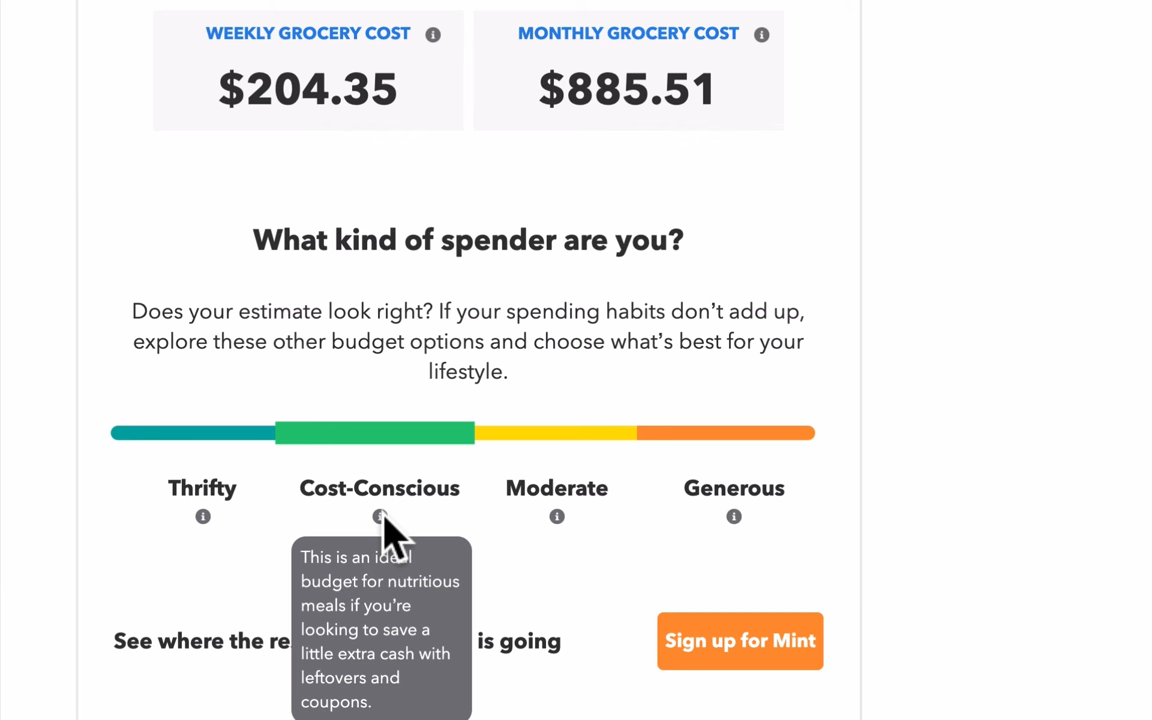 WEEKLY GROCERY COST
MONTHLY GROCERY COST
$204.35
$885.51
What kind of spender are you?
Does your estimate look right? If your spending habits don’t add up,
explore these other budget options and choose what’s best for your
lifestyle.
Thrifty
Cost-Conscious
Moderate
Generous
This is an ideal
budget for nutritious
meals if you’re
looking to save a
little extra cash with
leftovers and
coupons.
See where the re
is going
Sign up for Mint